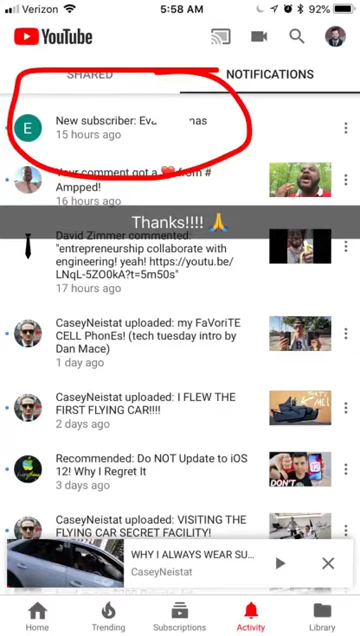 Verizon 5:58 AM 92%
YouTube
SHARED NOTIFICATIONS
New subscriber:
15 hours ago
Your comment got a ❤️ from #
Ampped!
16 hours ago
Thanks!!!! 🙏
David Zimmer commented:
"entrepreneurship collaborate with
engineering! yeah! https://youtu.be/
LNqL-5ZO0kA?t=5m50s"
17 hours ago
CaseyNeistat uploaded: my FaVoriTE
CELL PhonEs! (tech tuesday intro by
Dan Mace)
1 day ago
CaseyNeistat uploaded: I FLEW THE
FIRST FLYING CAR!!!!
2 days ago
Recommended: Do NOT Update to iOS
12! Why I Regret It
3 days ago
DON'T
CaseyNeistat uploaded: VISITING THE
FLYING CAR SECRET FACILITY!
WHY I ALWAYS WEAR SU...
CaseyNeistat
Home Trending Subscriptions Activity Library